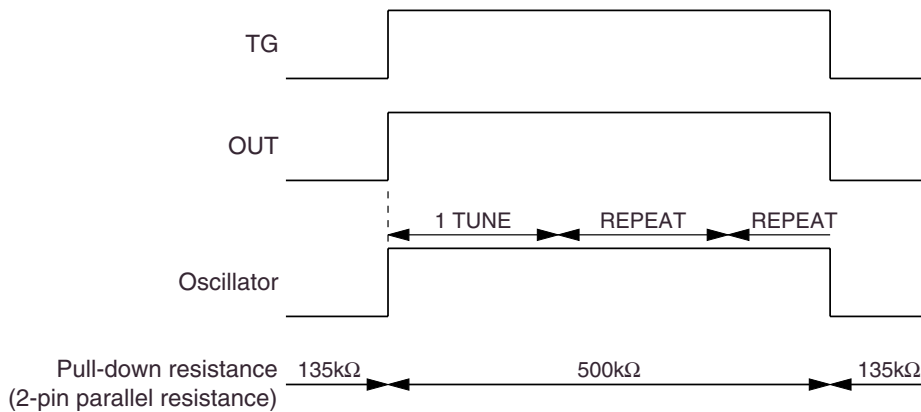 TG
OUT
1 TUNE REPEAT REPEAT
Oscillator
Pull-down resistance
(2-pin parallel resistance)
135kΩ 500kΩ 135kΩ